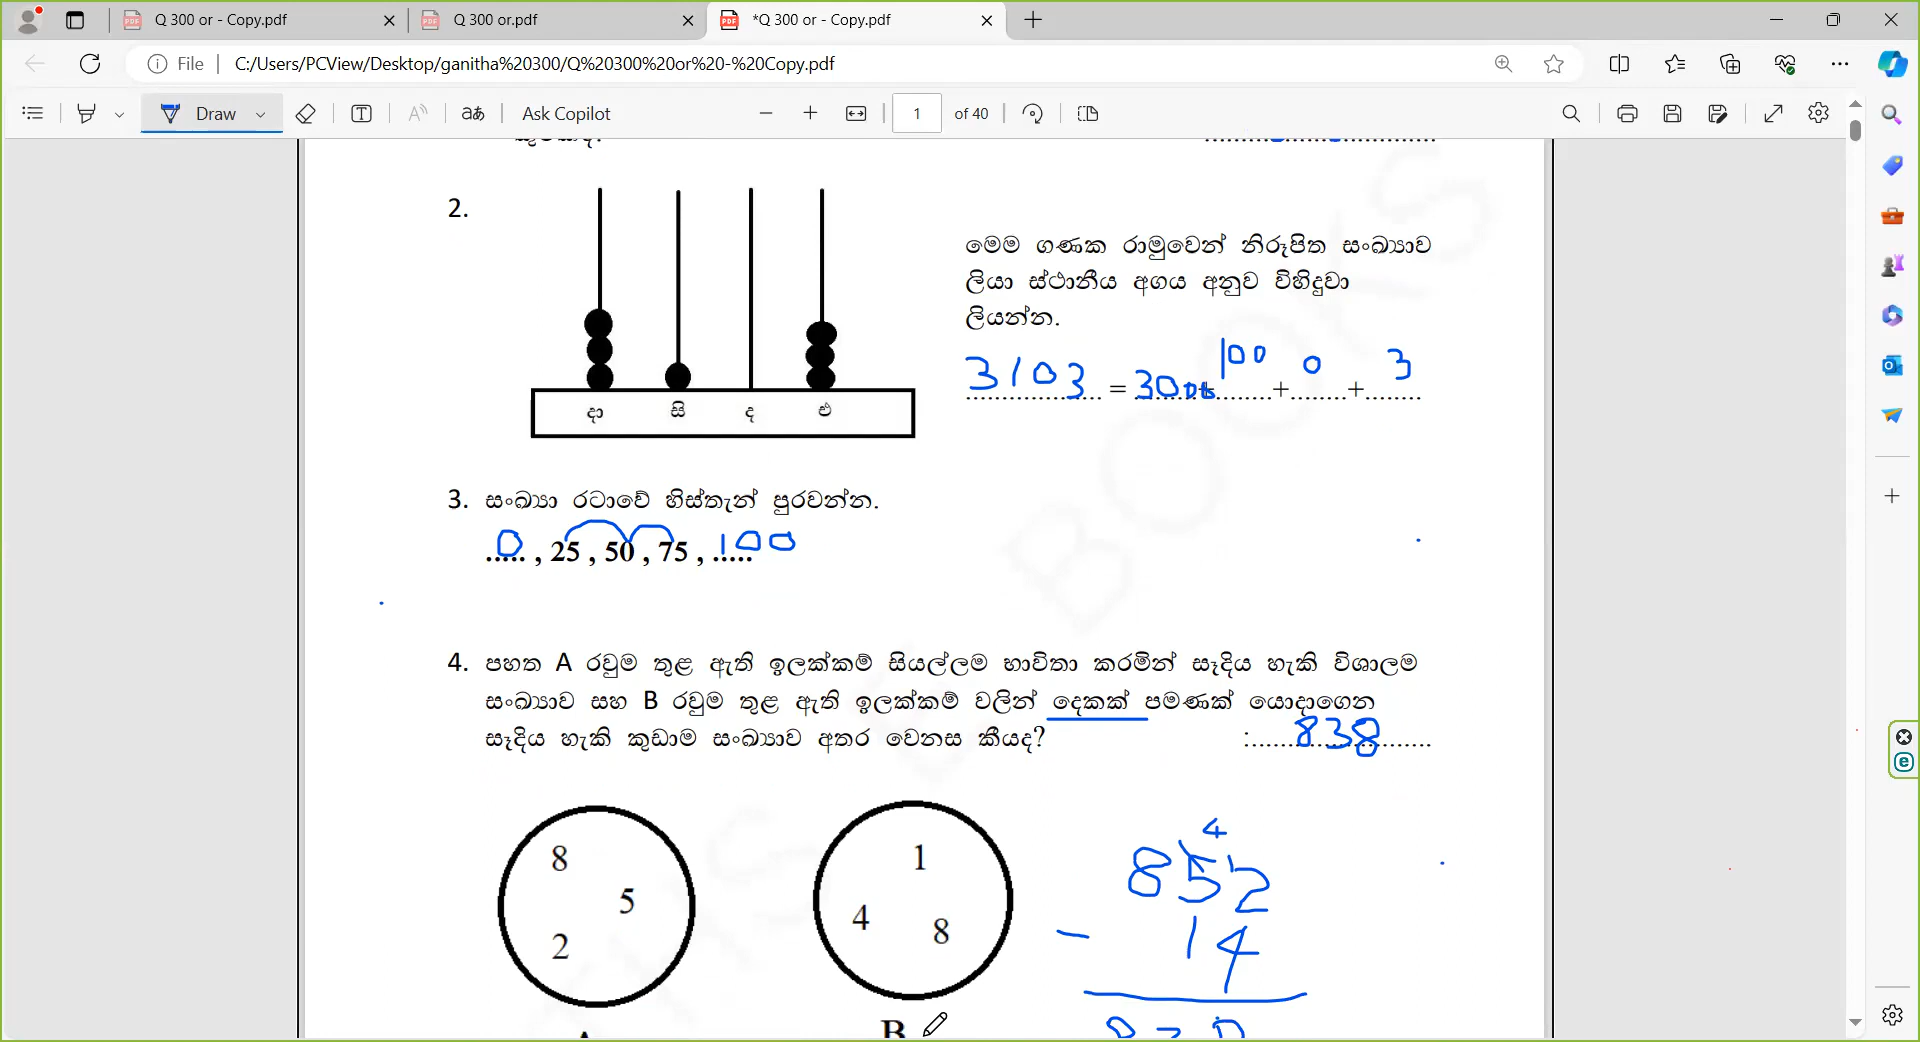 Q 300 or - Copy.pdf
Q 300 or.pdf
*Q 300 or - Copy.pdf
File
C:/Users/PCView/Desktop/ganitha%20300/Q%20300%20or%20-%20Copy.pdf
Draw
aあ
Ask Copilot
1 of 40
2.
මෙම ගණක රාමුවෙන් නිරූපිත සංඛ්‍යාව
ලියා ස්ථානීය අගය අනුව විහිදුවා
ලියන්න.
3103 = 3000 + 100 + 0 + 3
දා සි ද එ
3. සංඛ්‍යා රටාවේ හිස්තැන් පුරවන්න.
0 , 25 , 50 , 75 , 100
4. පහත A රවුම තුළ ඇති ඉලක්කම් සියල්ලම භාවිතා කරමින් සෑදිය හැකි විශාලම
සංඛ්‍යාව සහ B රවුම තුළ ඇති ඉලක්කම් වලින් දෙකක් පමණක් යොදාගෙන
සෑදිය හැකි කුඩාම සංඛ්‍යාව අතර වෙනස කීයද? :838
8
5
2
1
4
8
B
4
852
- 14